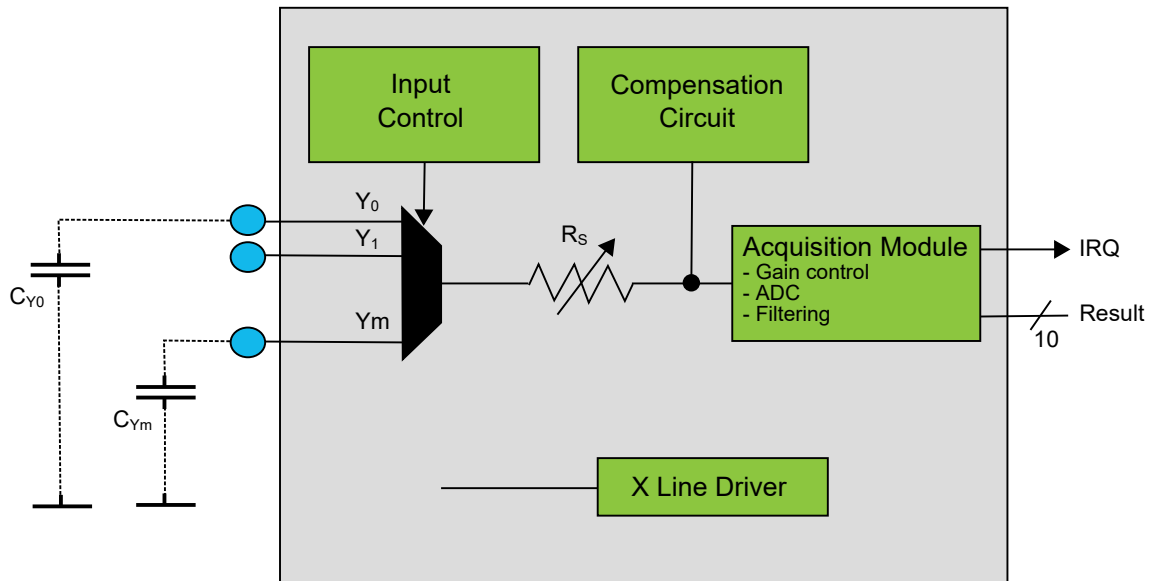 Input
Control
Compensation
Circuit
Y0
Y1
Ym
RS
Acquisition Module
- Gain control
- ADC
- Filtering
IRQ
Result
10
CY0
CYm
X Line Driver